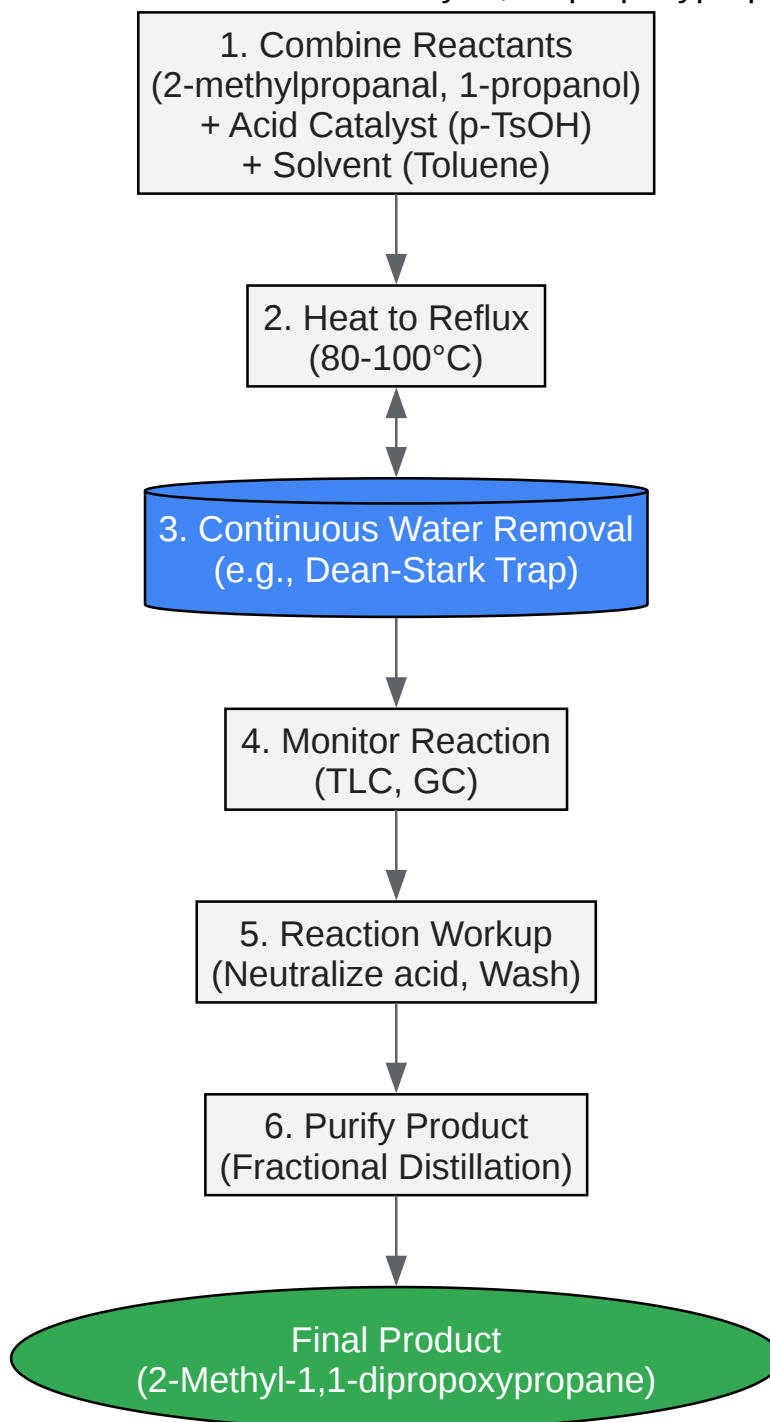 1. Combine Reactants
(2-methylpropanal, 1-propanol)
+ Acid Catalyst (p-TsOH)
+ Solvent (Toluene)
2. Heat to Reflux
(80-100°C)
3. Continuous Water Removal
(e.g., Dean-Stark Trap)
4. Monitor Reaction
(TLC, GC)
5. Reaction Workup
(Neutralize acid, Wash)
6. Purify Product
(Fractional Distillation)
Final Product
(2-Methyl-1,1-dipropoxypropane)